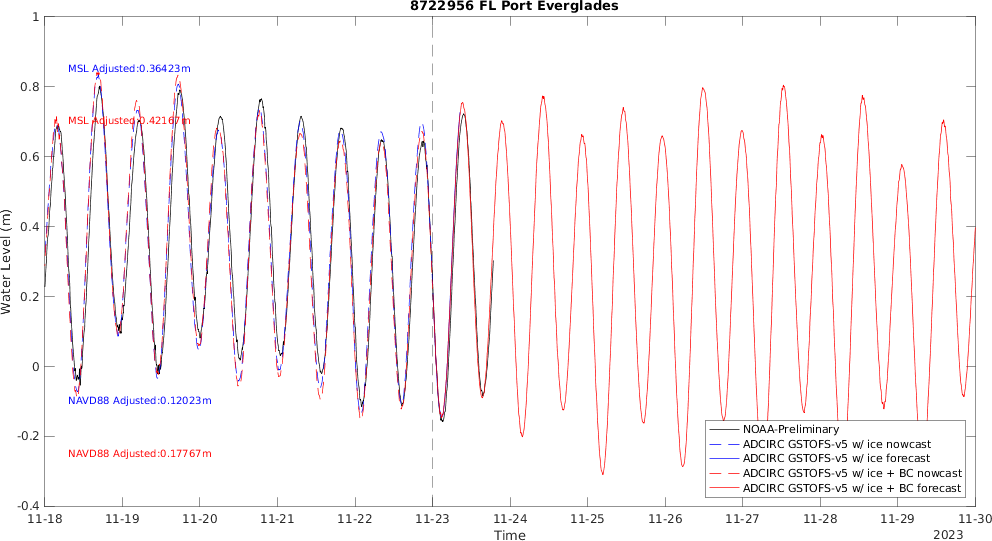 8722956 FL Port Everglades
1
0.8
0.6
0.4
0.2
0
-0.2
-0.4
Water Level (m)
MSL Adjusted:0.36423m
MSL Adjusted:0.42167m
NAVD88 Adjusted:0.12023m
NAVD88 Adjusted:0.17767m
NOAA-Preliminary
ADCIRC GSTOFS-v5 w/ ice nowcast
ADCIRC GSTOFS-v5 w/ ice forecast
ADCIRC GSTOFS-v5 w/ ice + BC nowcast
ADCIRC GSTOFS-v5 w/ ice + BC forecast
11-18 11-19 11-20 11-21 11-22 11-23 11-24 11-25 11-26 11-27 11-28 11-29 11-30
Time
2023